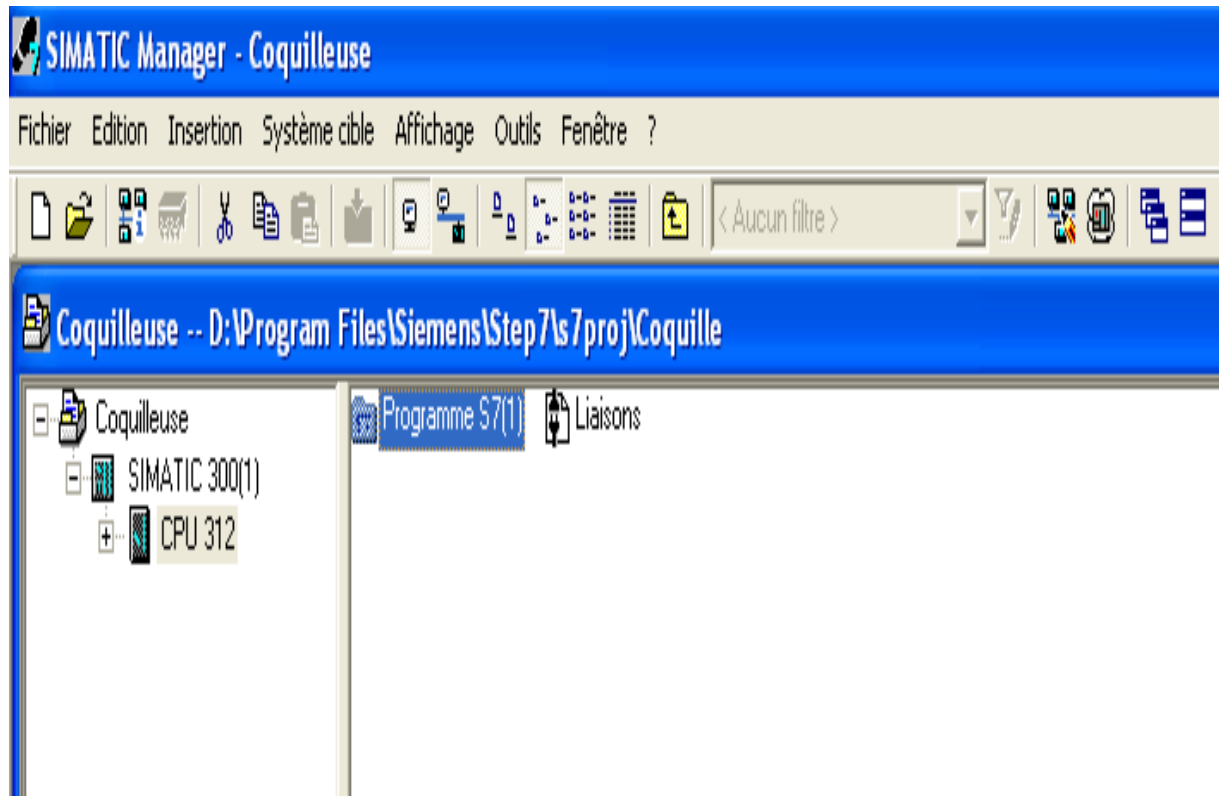 SIMATIC Manager - Coquilleuse
Fichier Edition Insertion Système cible Affichage Outils Fenêtre ?
< Aucun filtre >
Coquilleuse -- D:\Program Files\Siemens\Step7\s7proj\Coquille
Coquilleuse
SIMATIC 300(1)
CPU 312
Programme S7(1)
Liaisons